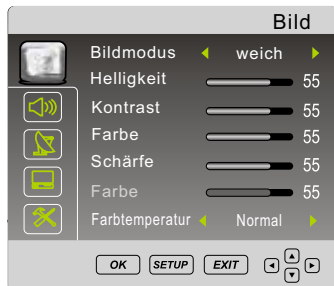 Bild
Bildmodus weich
Helligkeit 55
Kontrast 55
Farbe 55
Schärfe 55
Farbe 55
Farbtemperatur Normal
OK SETUP EXIT